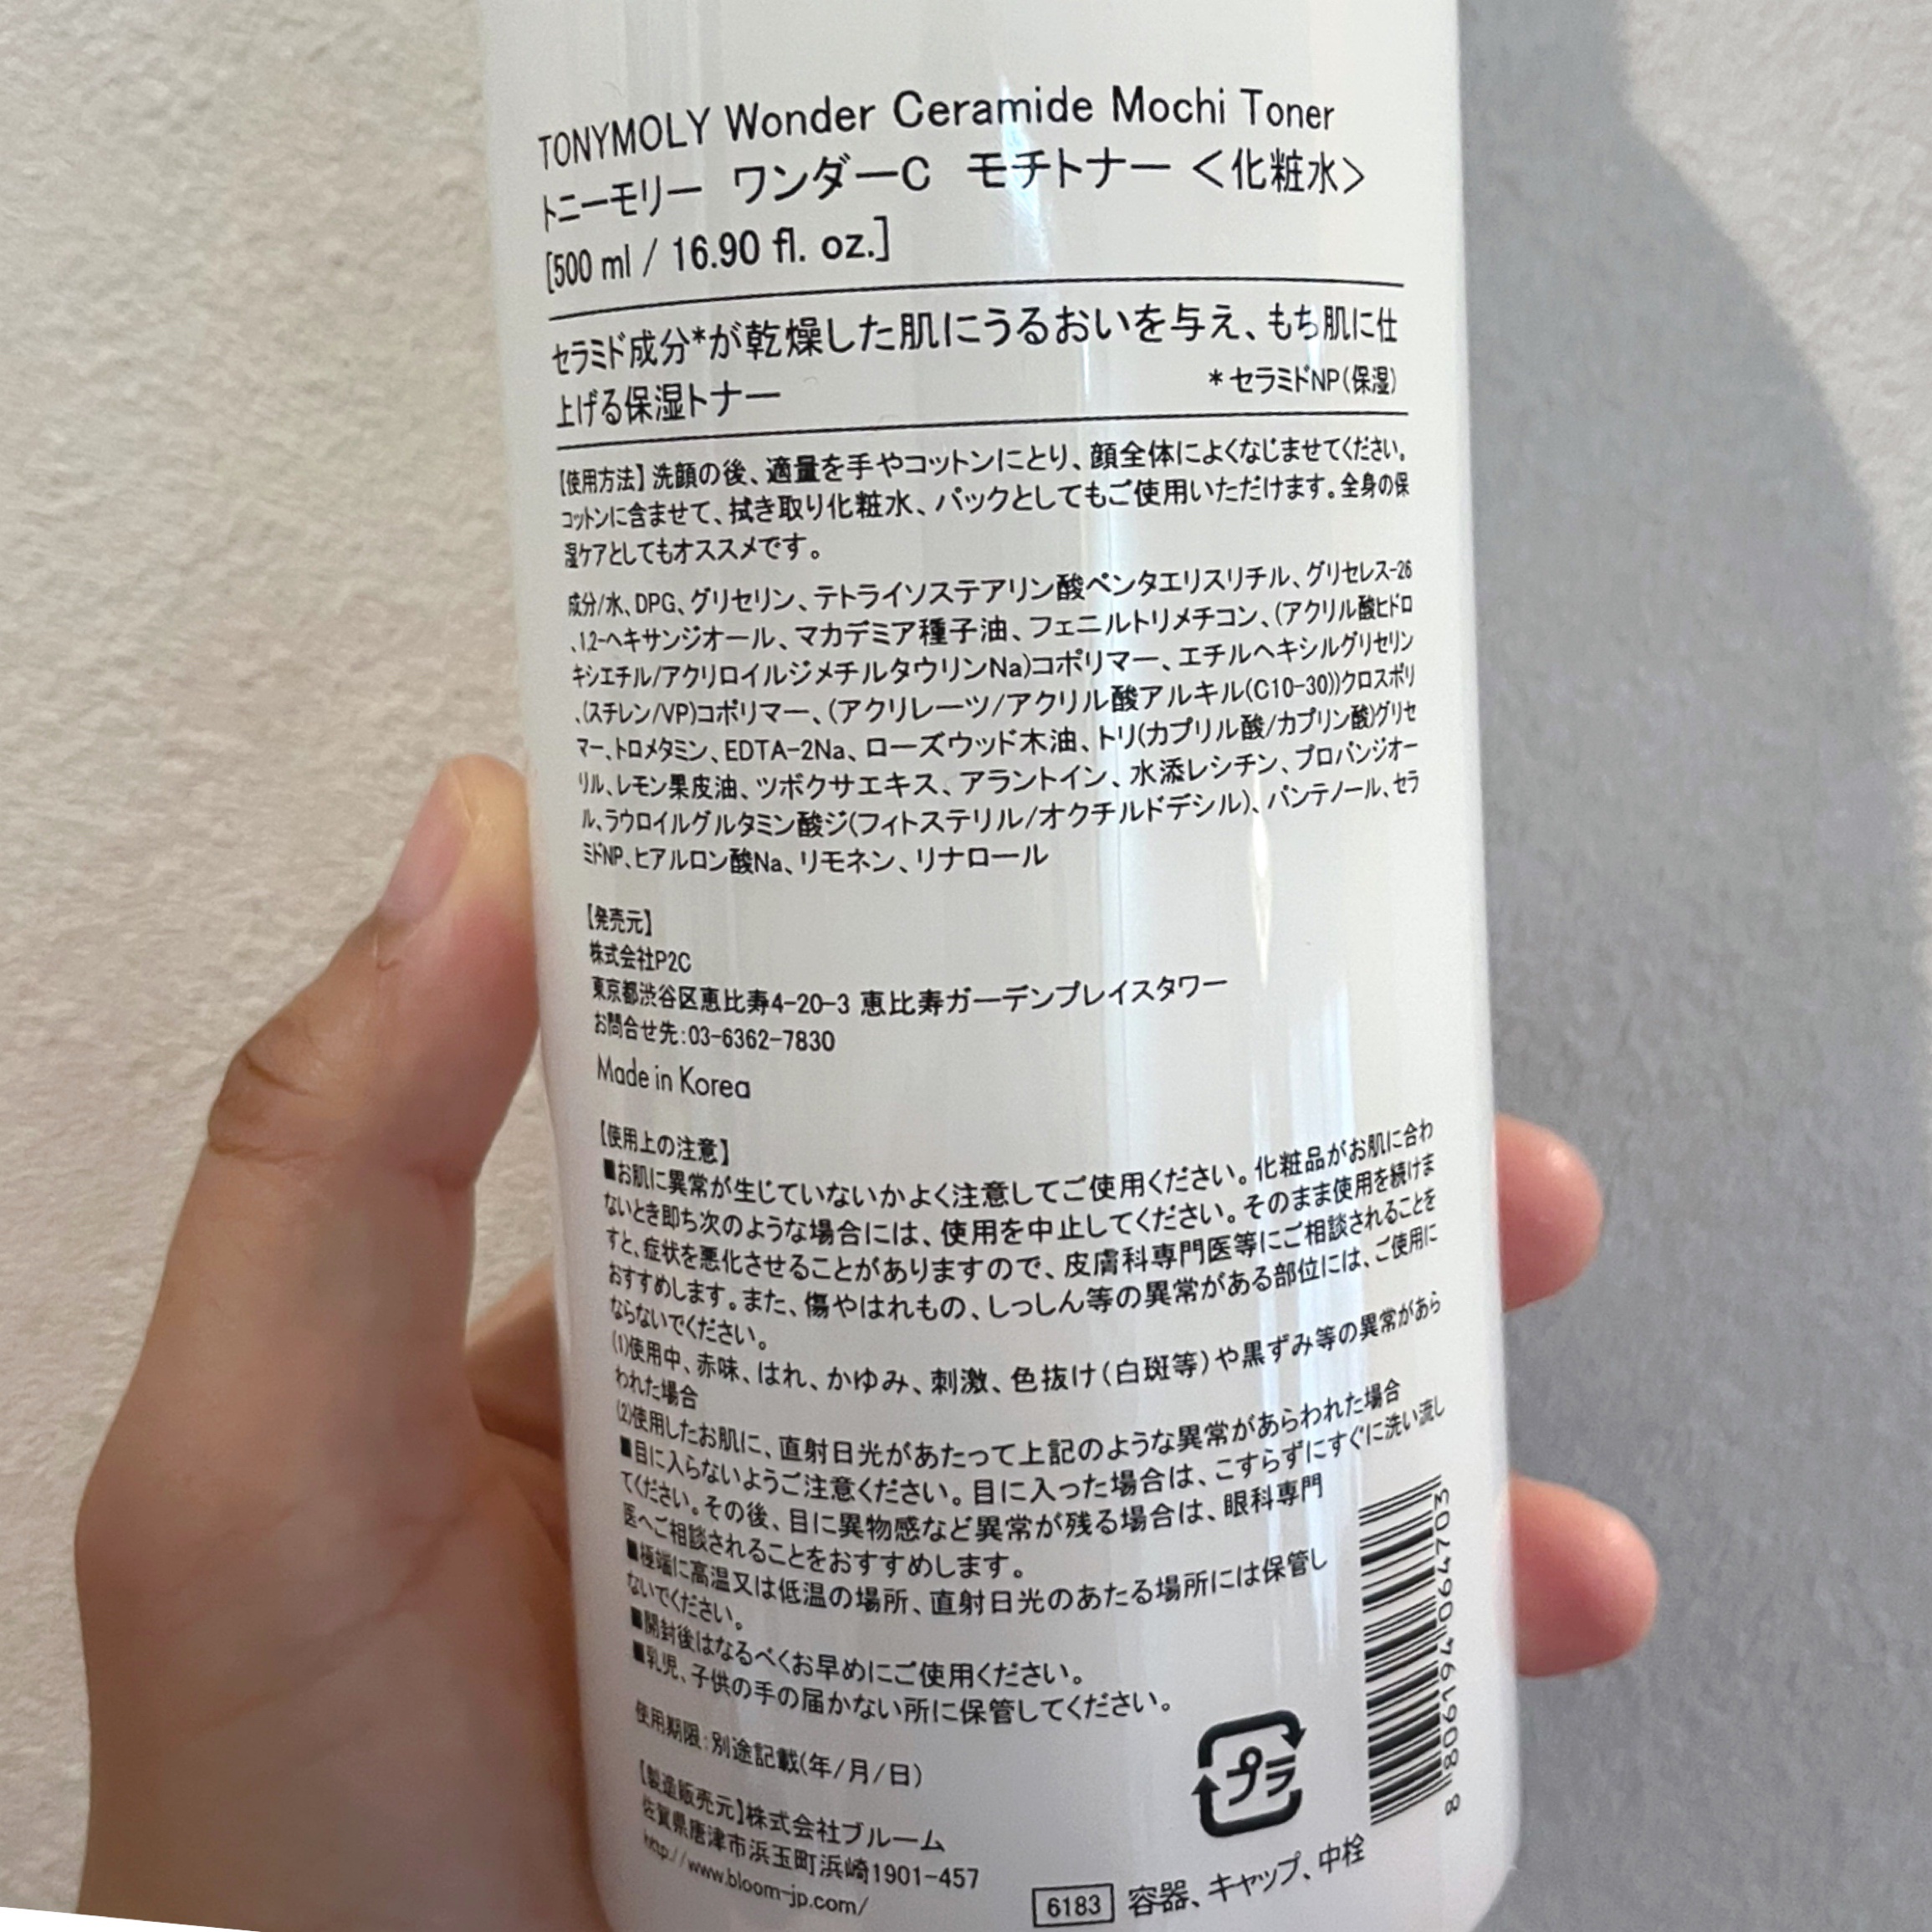 TONYMOLY Wonder Ceramide Mochi Toner
トニーモリー ワンダーC モチトナー <化粧水>
[500 ml / 16.90 fl. oz.]
セラミド成分*が乾燥した肌にうるおいを与え、もち肌に仕
上げる保湿トナー
*セラミドNP(保湿)
【使用方法】洗顔の後、適量を手やコットンにとり、顔全体によくなじませてください。
コットンに含ませて、拭き取り化粧水、パックとしてもご使用いただけます。全身の保
湿ケアとしてもオススメです。
成分/水、DPG、グリセリン、テトライソステアリン酸ペンタエリスリチル、グリセレス-26
、1,2-ヘキサンジオール、マカデミア種子油、フェニルトリメチコン、(アクリル酸ヒドロ
キシエチル/アクリロイルジメチルタウリンNa)コポリマー、エチルヘキシルグリセリン
、(スチレン/VP)コポリマー、(アクリレーツ/アクリル酸アルキル(C10-30))クロスポリ
マー、トロメタミン、EDTA-2Na、ローズウッド木油、トリ(カプリル酸/カプリン酸)グリセ
リル、レモン果皮油、ツボクサエキス、アラントイン、水添レシチン、プロパンジオー
ル、ラウロイルグルタミン酸ジ(フィトステリル/オクチルドデシル)、パンテノール、セラ
ミドNP、ヒアルロン酸Na、リモネン、リナロール
【発売元】
株式会社P2C
東京都渋谷区恵比寿4-20-3 恵比寿ガーデンプレイスタワー
お問合せ先:03-6362-7830
Made in Korea
【使用上の注意】
■お肌に異常が生じていないかよく注意してご使用ください。化粧品がお肌に合わ
ないとき即ち次のような場合には、使用を中止してください。そのまま使用を続けま
すと、症状を悪化させることがありますので、皮膚科専門医等にご相談されることを
おすすめします。また、傷やはれもの、しっしん等の異常がある部位には、ご使用に
ならないでください。
(1)使用中、赤味、はれ、かゆみ、刺激、色抜け(白斑等)や黒ずみ等の異常があら
われた場合
(2)使用したお肌に、直射日光があたって上記のような異常があらわれた場合
■目に入らないようご注意ください。目に入った場合は、こすらずにすぐに洗い流し
てください。その後、目に異物感など異常が残る場合は、眼科専門
医へご相談されることをおすすめします。
■極端に高温又は低温の場所、直射日光のあたる場所には保管し
ないでください。
■開封後はなるべくお早めにご使用ください。
■乳児、子供の手の届かない所に保管してください。
使用期限:別途記載(年/月/日)
【製造販売元】株式会社ブルーム
佐賀県唐津市浜玉町浜崎1901-457
http://www.bloom-jp.com/
プラ
6183 容器、キャップ、中栓
8 806194 064703